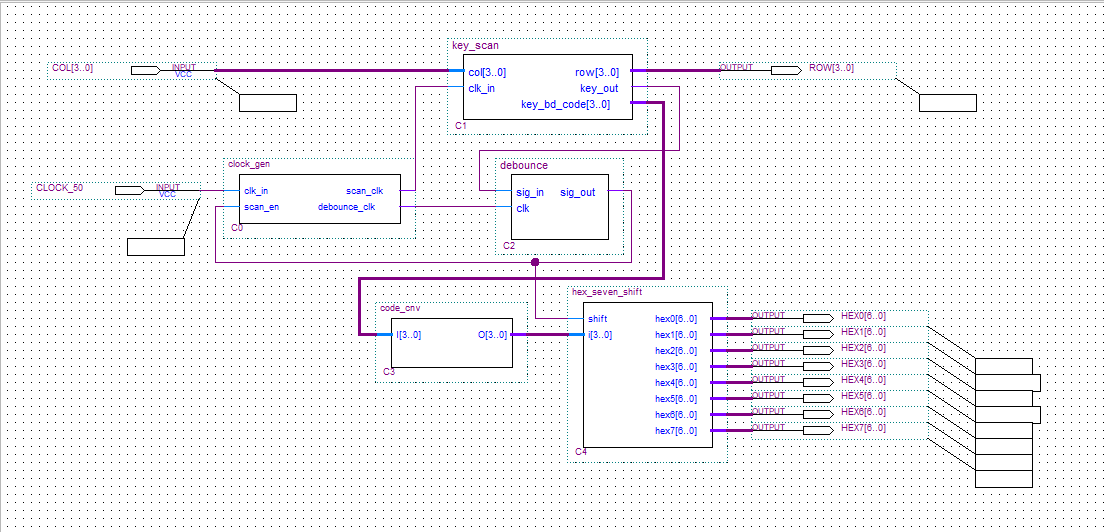 key_scan
COL[3..0]
INPUT
VCC
col[3..0]
row[3..0]
OUTPUT
ROW[3..0]
clk_in
key_out
key_bd_code[3..0]
C1
clock_gen
debounce
CLOCK_50
INPUT
VCC
clk_in
scan_clk
sig_in
sig_out
scan_en
debounce_clk
clk
C0
C2
hex_seven_shift
code_cnv
shift
hex0[6..0]
OUTPUT
HEX0[6..0]
I[3..0]
O[3..0]
i[3..0]
hex1[6..0]
OUTPUT
HEX1[6..0]
hex2[6..0]
OUTPUT
HEX2[6..0]
hex3[6..0]
OUTPUT
HEX3[6..0]
C3
hex4[6..0]
OUTPUT
HEX4[6..0]
hex5[6..0]
OUTPUT
HEX5[6..0]
hex6[6..0]
OUTPUT
HEX6[6..0]
hex7[6..0]
OUTPUT
HEX7[6..0]
C4